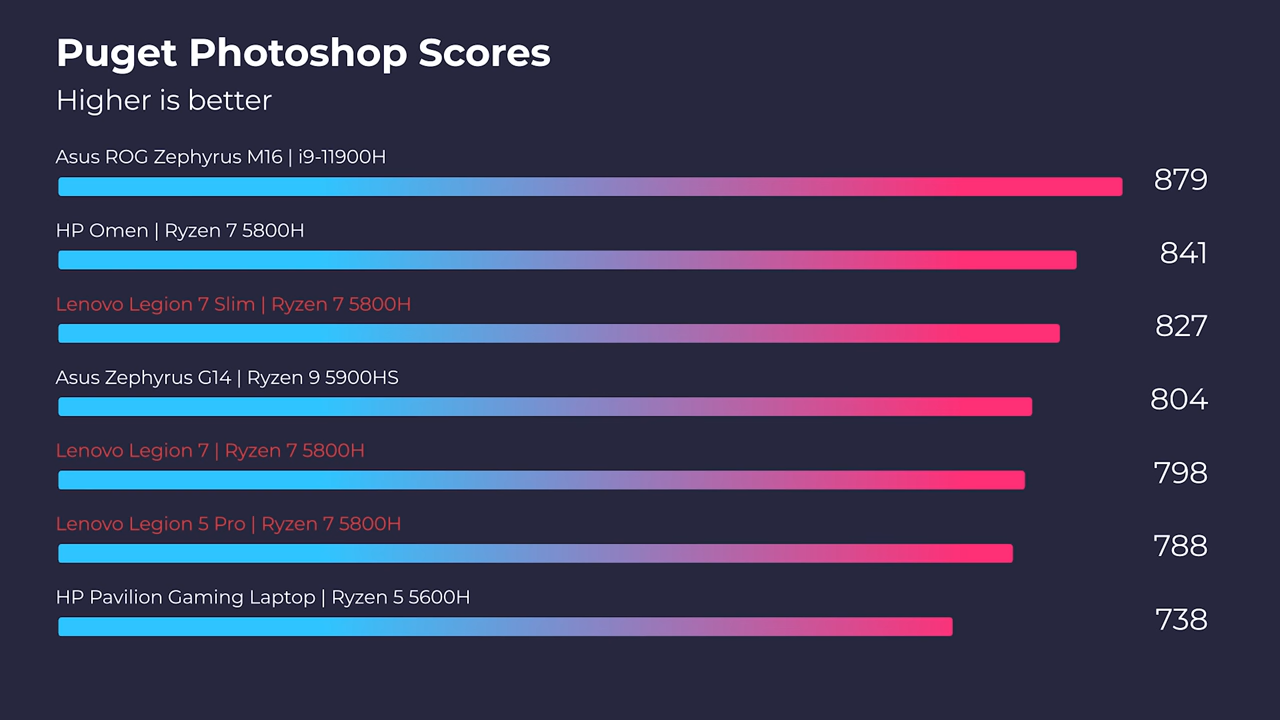 Puget Photoshop Scores
Higher is better
Asus ROG Zephyrus M16 | i9-11900H
879
HP Omen | Ryzen 7 5800H
841
Lenovo Legion 7 Slim | Ryzen 7 5800H
827
Asus Zephyrus G14 | Ryzen 9 5900HS
804
Lenovo Legion 7 | Ryzen 7 5800H
798
Lenovo Legion 5 Pro | Ryzen 7 5800H
788
HP Pavilion Gaming Laptop | Ryzen 5 5600H
738